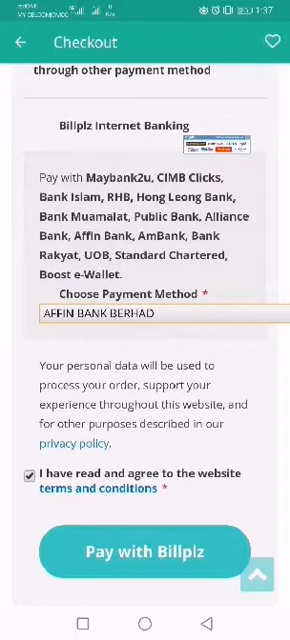 1:37
Checkout
through other payment method
Billplz Internet Banking
Pay with Maybank2u, CIMB Clicks,
Bank Islam, RHB, Hong Leong Bank,
Bank Muamalat, Public Bank, Alliance
Bank, Affin Bank, AmBank, Bank
Rakyat, UOB, Standard Chartered,
Boost e-Wallet.
Choose Payment Method *
AFFIN BANK BERHAD
Your personal data will be used to
process your order, support your
experience throughout this website, and
for other purposes described in our
privacy policy.
I have read and agree to the website
terms and conditions *
Pay with Billplz